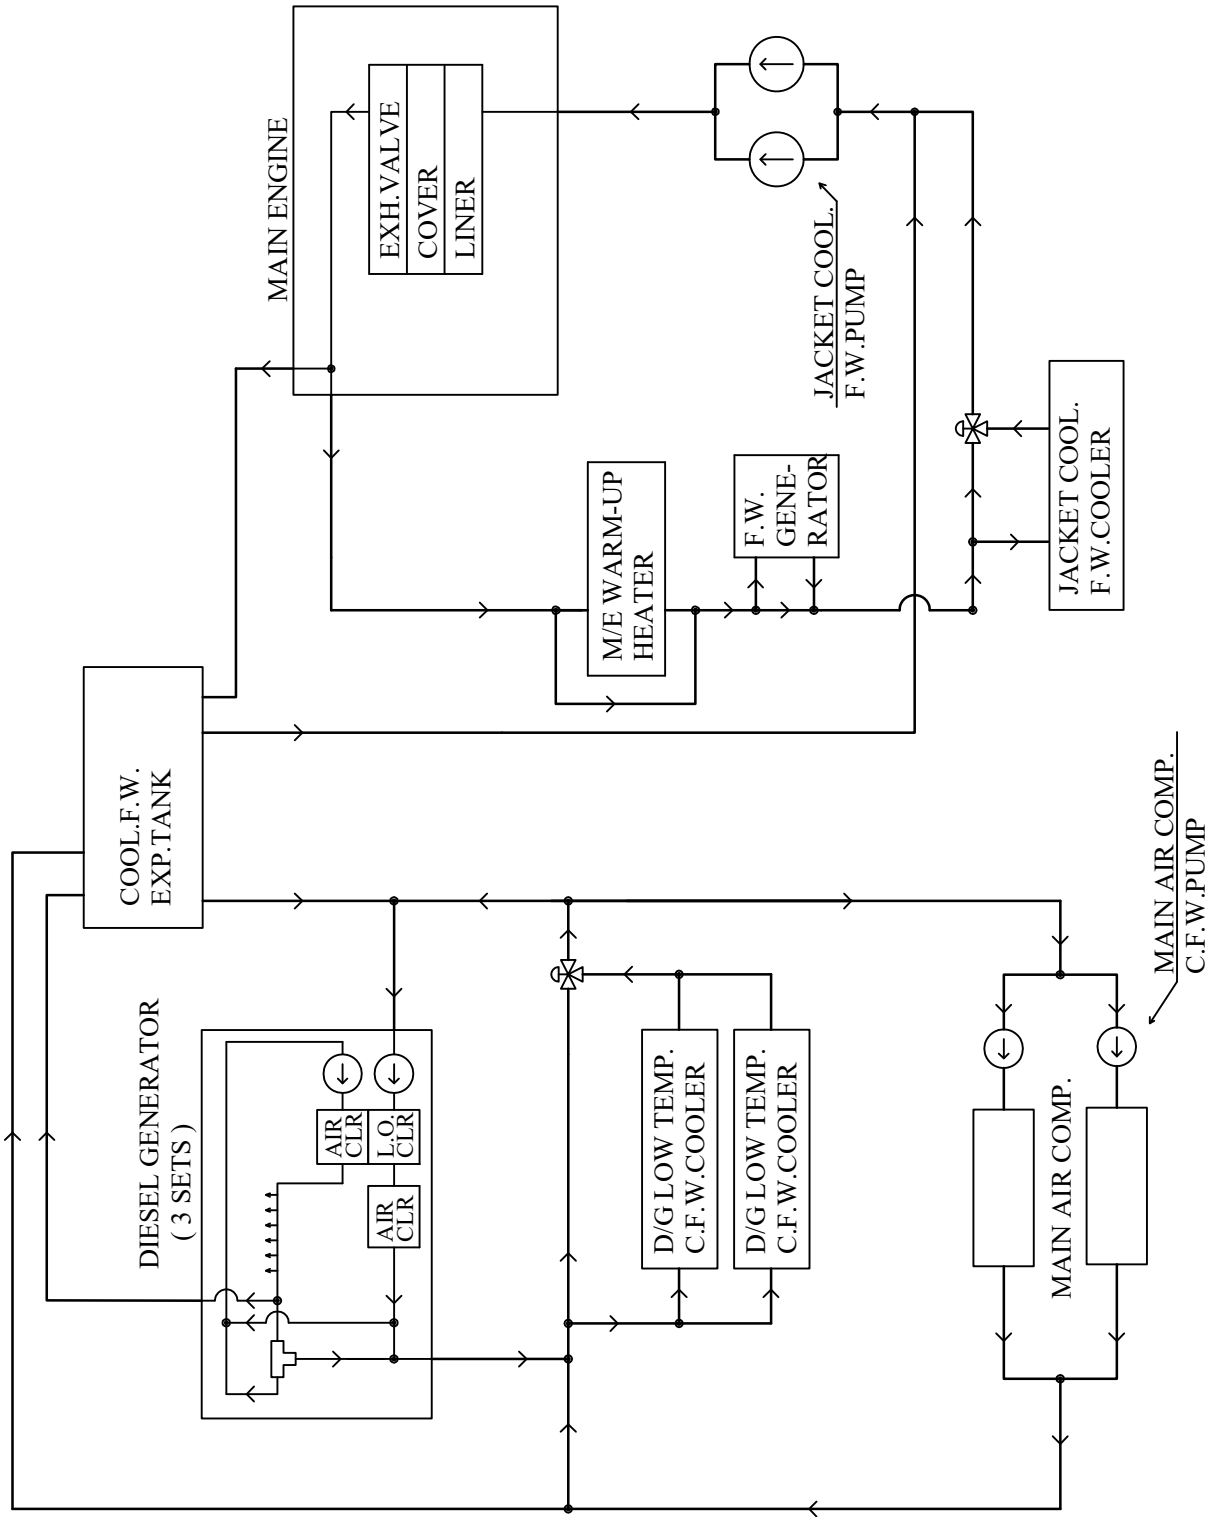 MAIN ENGINE
EXH.VALVE
COVER
LINER
JACKET COOL.
F.W.PUMP
M/E WARM-UP
HEATER
F.W.
GENE-
RATOR
JACKET COOL.
F.W.COOLER
COOL.F.W.
EXP.TANK
DIESEL GENERATOR
( 3 SETS )
AIR
CLR
L.O.
CLR
AIR
CLR
D/G LOW TEMP.
C.F.W.COOLER
D/G LOW TEMP.
C.F.W.COOLER
MAIN AIR COMP.
MAIN AIR COMP.
C.F.W.PUMP